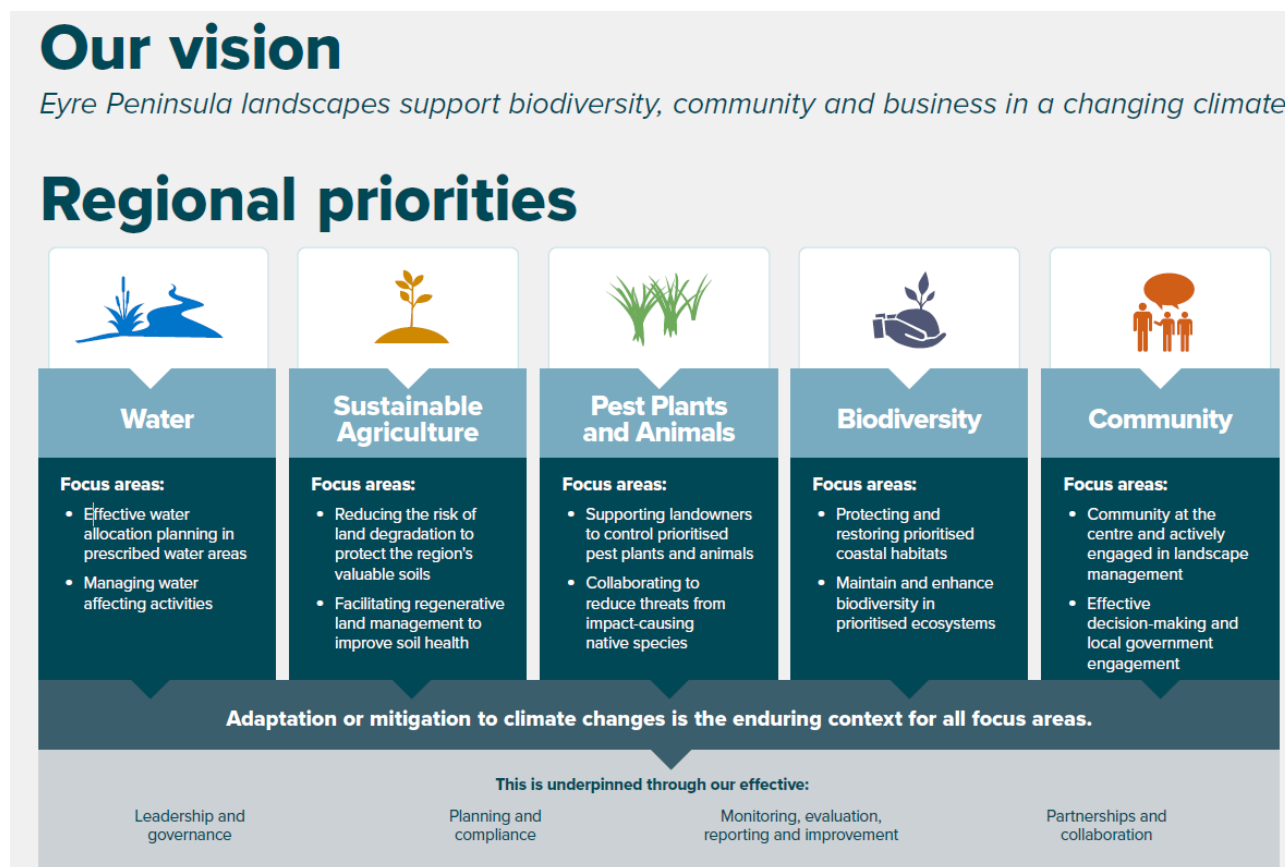 Our vision
Eyre Peninsula landscapes support biodiversity, community and business in a changing climate
Regional priorities
Water
Focus areas:
• Effective water
allocation planning in
prescribed water areas
• Managing water
affecting activities
Sustainable
Agriculture
Focus areas:
• Reducing the risk of
land degradation to
protect the region's
valuable soils
• Facilitating regenerative
land management to
improve soil health
Pest Plants
and Animals
Focus areas:
• Supporting landowners
to control prioritised
pest plants and animals
• Collaborating to
reduce threats from
impact-causing
native species
Biodiversity
Focus areas:
• Protecting and
restoring prioritised
coastal habitats
• Maintain and enhance
biodiversity in
prioritised ecosystems
Community
Focus areas:
• Community at the
centre and actively
engaged in landscape
management
• Effective
decision-making and
local government
engagement
Adaptation or mitigation to climate changes is the enduring context for all focus areas.
This is underpinned through our effective:
Leadership and
governance
Planning and
compliance
Monitoring, evaluation,
reporting and improvement
Partnerships and
collaboration